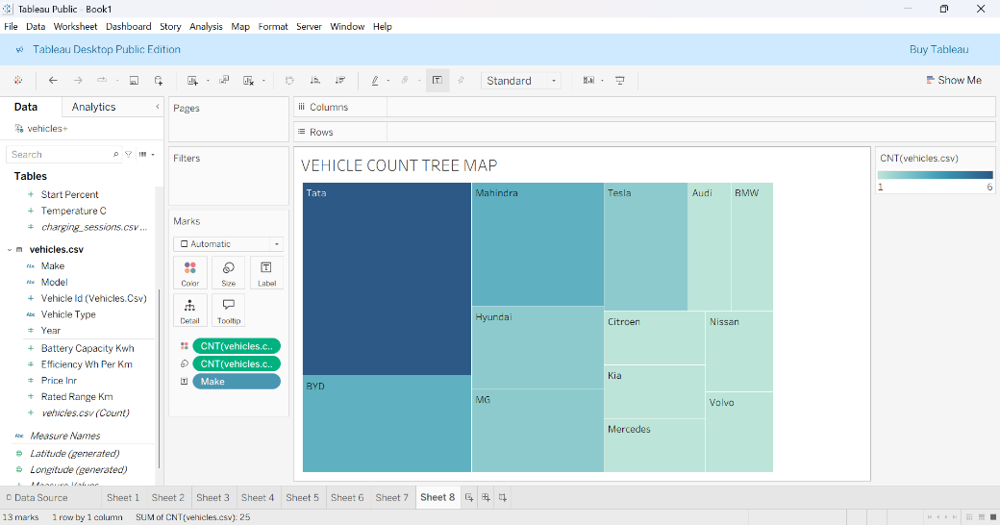 Tableau Public - Book1
File Data Worksheet Dashboard Story Analysis Map Format Server Window Help
Tableau Desktop Public Edition Buy Tableau
Standard Show Me
Data Analytics
vehicles+
Search
Tables
Start Percent
Temperature C
charging_sessions.csv ...
vehicles.csv
Abc Make
Abc Model
Vehicle Id (Vehicles.Csv)
Abc Vehicle Type
Year
Battery Capacity Kwh
Efficiency Wh Per Km
Price Inr
Rated Range Km
vehicles.csv (Count)
Abc Measure Names
Latitude (generated)
Longitude (generated)
Measure Values
Pages
Filters
Marks
Automatic
Color Size Label
Detail Tooltip
CNT(vehicles.c..
CNT(vehicles.c..
Make
Columns
Rows
VEHICLE COUNT TREE MAP
Tata
BYD
Mahindra
Hyundai
MG
Tesla
Audi
BMW
Citroen
Kia
Mercedes
Nissan
Volvo
CNT(vehicles.csv)
1 6
Data Source Sheet 1 Sheet 2 Sheet 3 Sheet 4 Sheet 5 Sheet 6 Sheet 7 Sheet 8
13 marks 1 row by 1 column SUM of CNT(vehicles.csv): 25